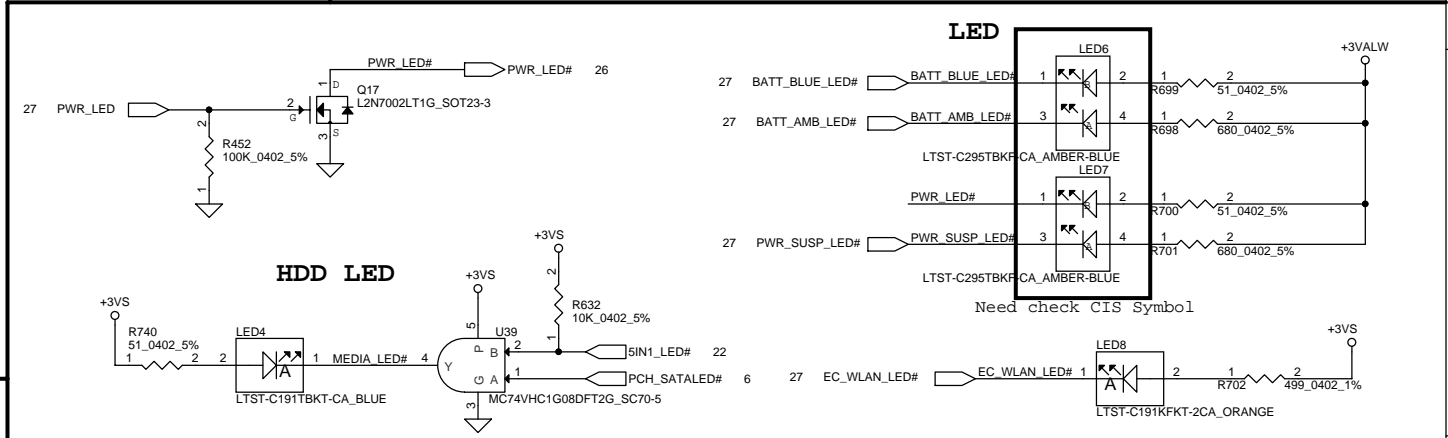 LED
PWR_LED#
PWR_LED# 26
1
D
Q17
L2N7002LT1G_SOT23-3
27 PWR_LED
2
G
S
3
2
R452
100K_0402_5%
1
+3VALW
LED6
27 BATT_BLUE_LED#
BATT_BLUE_LED#
1
B
2
1
2
R699
51_0402_5%
27 BATT_AMB_LED#
BATT_AMB_LED#
3
A
4
1
2
R698
680_0402_5%
LTST-C295TBKF-CA_AMBER-BLUE
LED7
PWR_LED#
1
B
2
1
2
R700
51_0402_5%
27 PWR_SUSP_LED#
PWR_SUSP_LED#
3
A
4
1
2
R701
680_0402_5%
LTST-C295TBKF-CA_AMBER-BLUE
Need check CIS Symbol
HDD LED
+3VS
R740
51_0402_5%
1
2
LED4
2
A
1
MEDIA_LED#
LTST-C191TBKT-CA_BLUE
+3VS
5
U39
4
Y
P
B
2
G
A
1
3
MC74VHC1G08DFT2G_SC70-5
+3VS
2
R632
10K_0402_5%
1
5IN1_LED# 22
PCH_SATALED# 6
27 EC_WLAN_LED#
EC_WLAN_LED#
LED8
1
A
2
LTST-C191KFKT-2CA_ORANGE
1
2
R702
499_0402_1%
+3VS